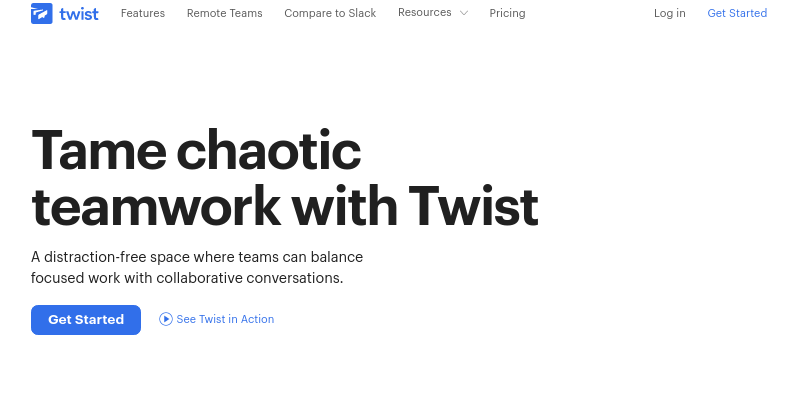 twist Features Remote Teams Compare to Slack Resources Pricing Log in Get Started
Tame chaotic
teamwork with Twist
A distraction-free space where teams can balance
focused work with collaborative conversations.
Get Started See Twist in Action